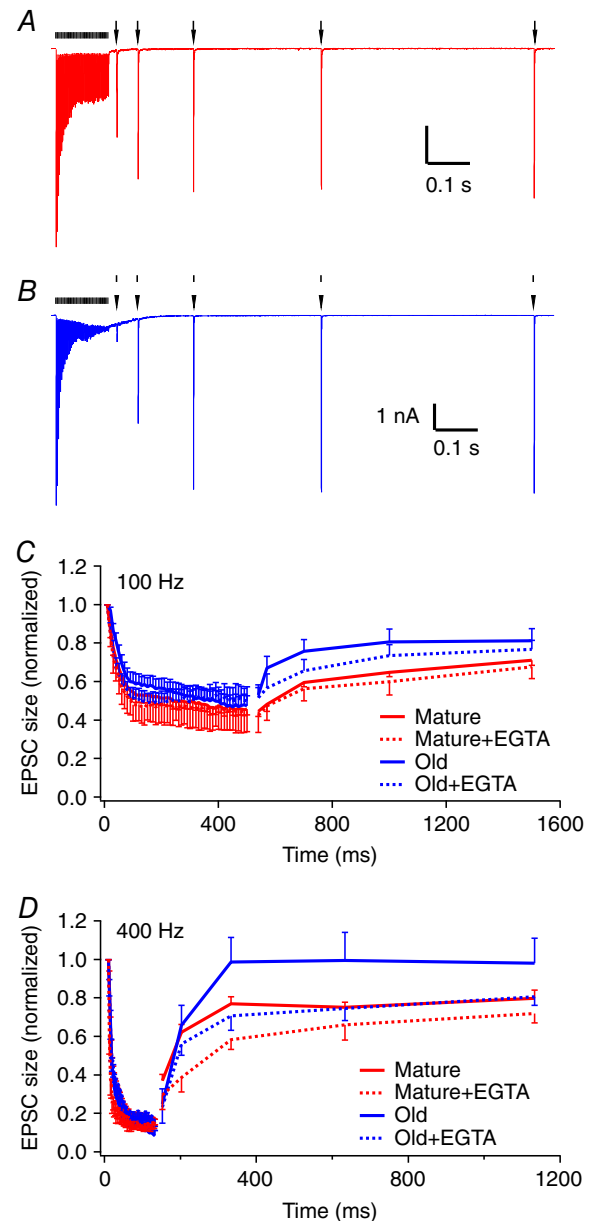 A
0.1 s
B
1 nA
0.1 s
C
100 Hz
EPSC size (normalized)
1.2
1.0
0.8
0.6
0.4
0.2
0.0
Mature
Mature+EGTA
Old
Old+EGTA
0
400
800
1200
1600
Time (ms)
D
400 Hz
EPSC size (normalized)
1.2
1.0
0.8
0.6
0.4
0.2
0.0
Mature
Mature+EGTA
Old
Old+EGTA
0
400
800
1200
Time (ms)